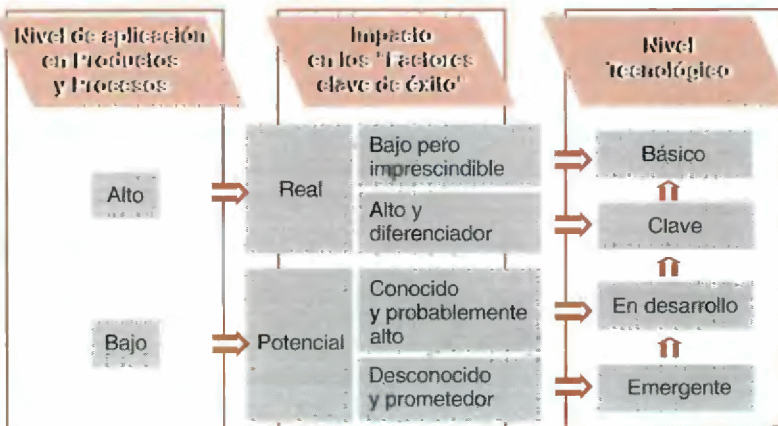 Nivel de aplicación
en Productos
y Procesos
Impacto
en los "Factores
clave de éxito"
Nivel
Tecnológico
Alto
Real
Bajo pero
imprescindible
Básico
Alto y
diferenciador
Clave
Bajo
Potencial
Conocido
y probablemente
alto
En desarrollo
Desconocido
y prometedor
Emergente